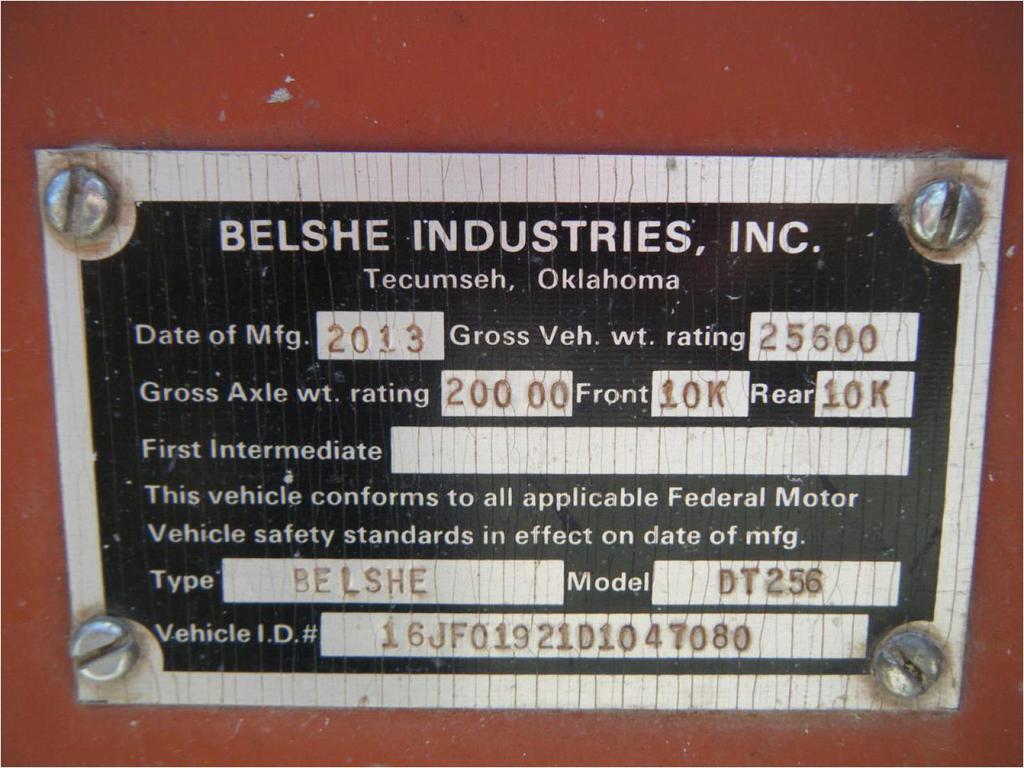 BELSHE INDUSTRIES, INC.
Tecumseh, Oklahoma
Date of Mfg. 2013 Gross Veh. wt. rating 25600
Gross Axle wt. rating 200 00 Front 10K Rear 10K
First Intermediate
This vehicle conforms to all applicable Federal Motor
Vehicle safety standards in effect on date of mfg.
Type BELSHE Model DT256
Vehicle I.D.# 16JF01921D1047080